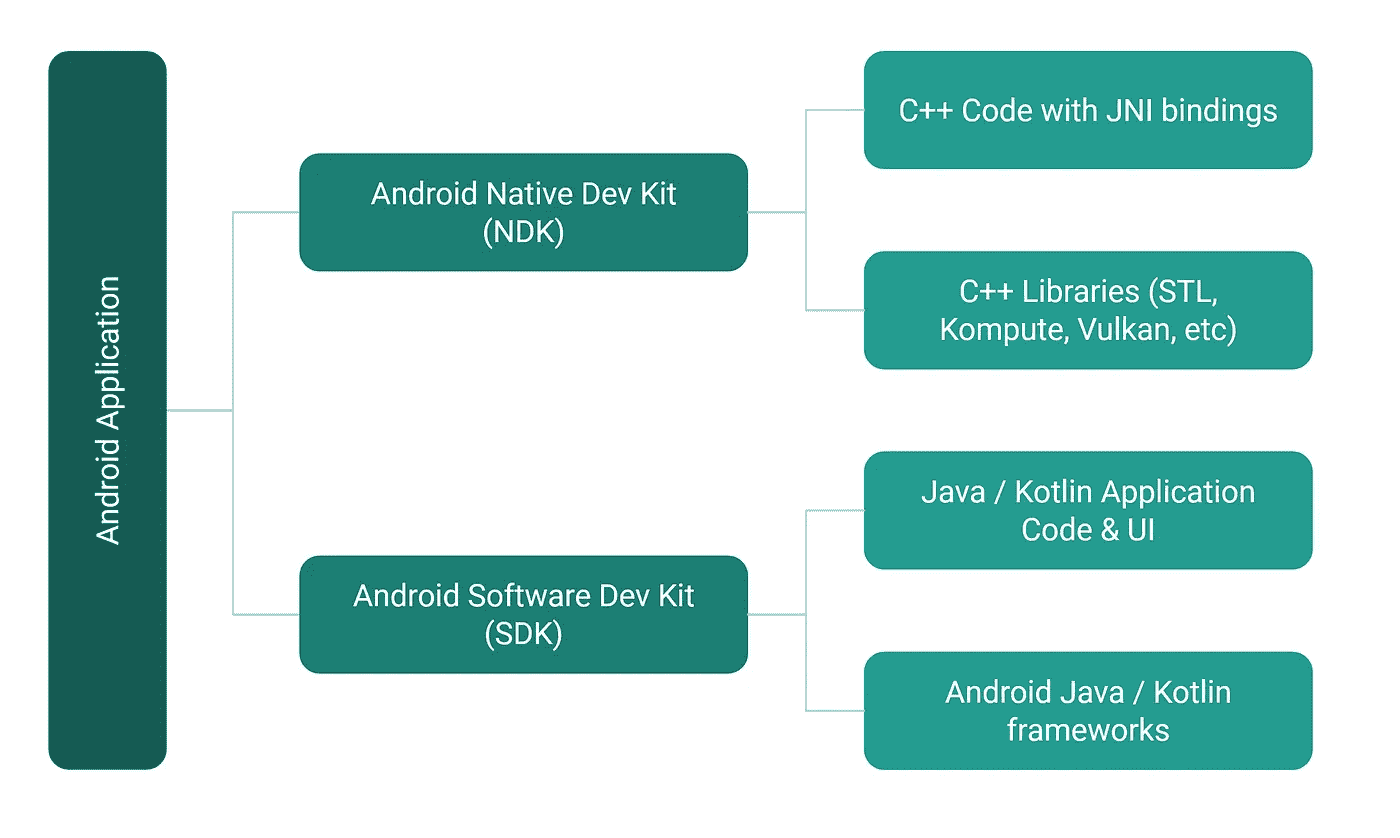 Android Application
Android Native Dev Kit
(NDK)
Android Software Dev Kit
(SDK)
C++ Code with JNI bindings
C++ Libraries (STL,
Kompute, Vulkan, etc)
Java / Kotlin Application
Code & UI
Android Java / Kotlin
frameworks